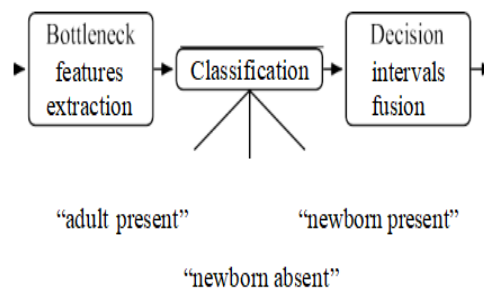 Bottleneck
features
extraction
Classification
Decision
intervals
fusion
“adult present”
“newborn present”
“newborn absent”